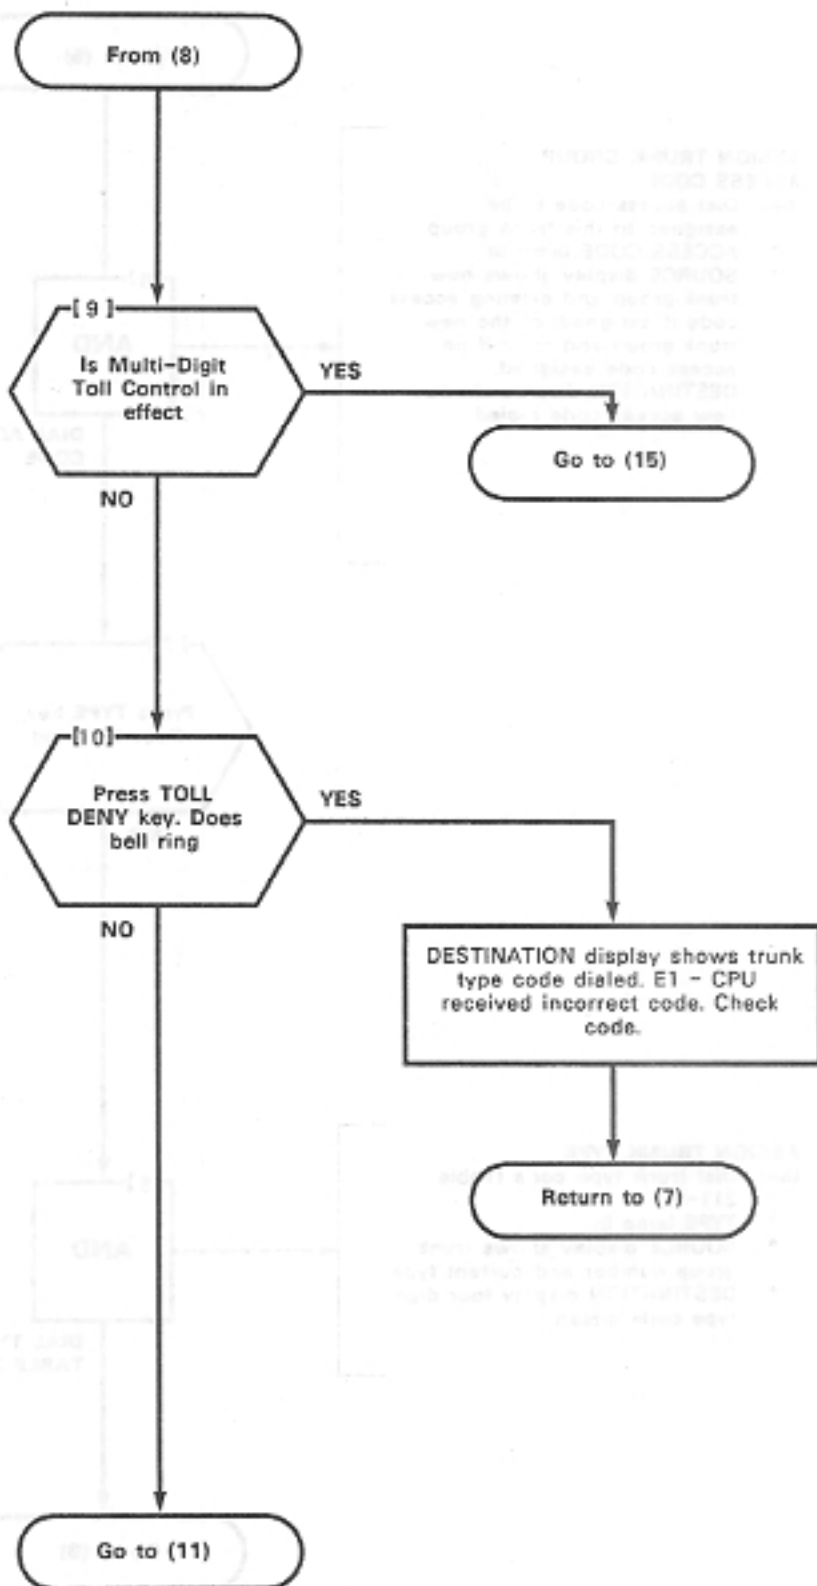 From (8)
[9]
Is Multi-Digit
Toll Control in
effect
YES
Go to (15)
NO
[10]
Press TOLL
DENY key. Does
bell ring
YES
NO
DESTINATION display shows trunk
type code dialed. E1 - CPU
received incorrect code. Check
code.
Return to (7)
Go to (11)